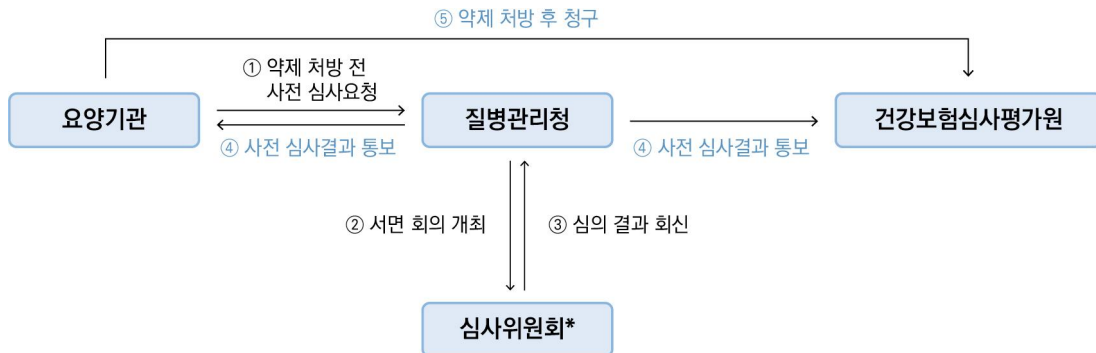 ⑤ 약제 처방 후 청구
① 약제 처방 전
사전 심사요청
요양기관
질병관리청
건강보험심사평가원
④ 사전 심사결과 통보
④ 사전 심사결과 통보
② 서면 회의 개최
③ 심의 결과 회신
심사위원회*